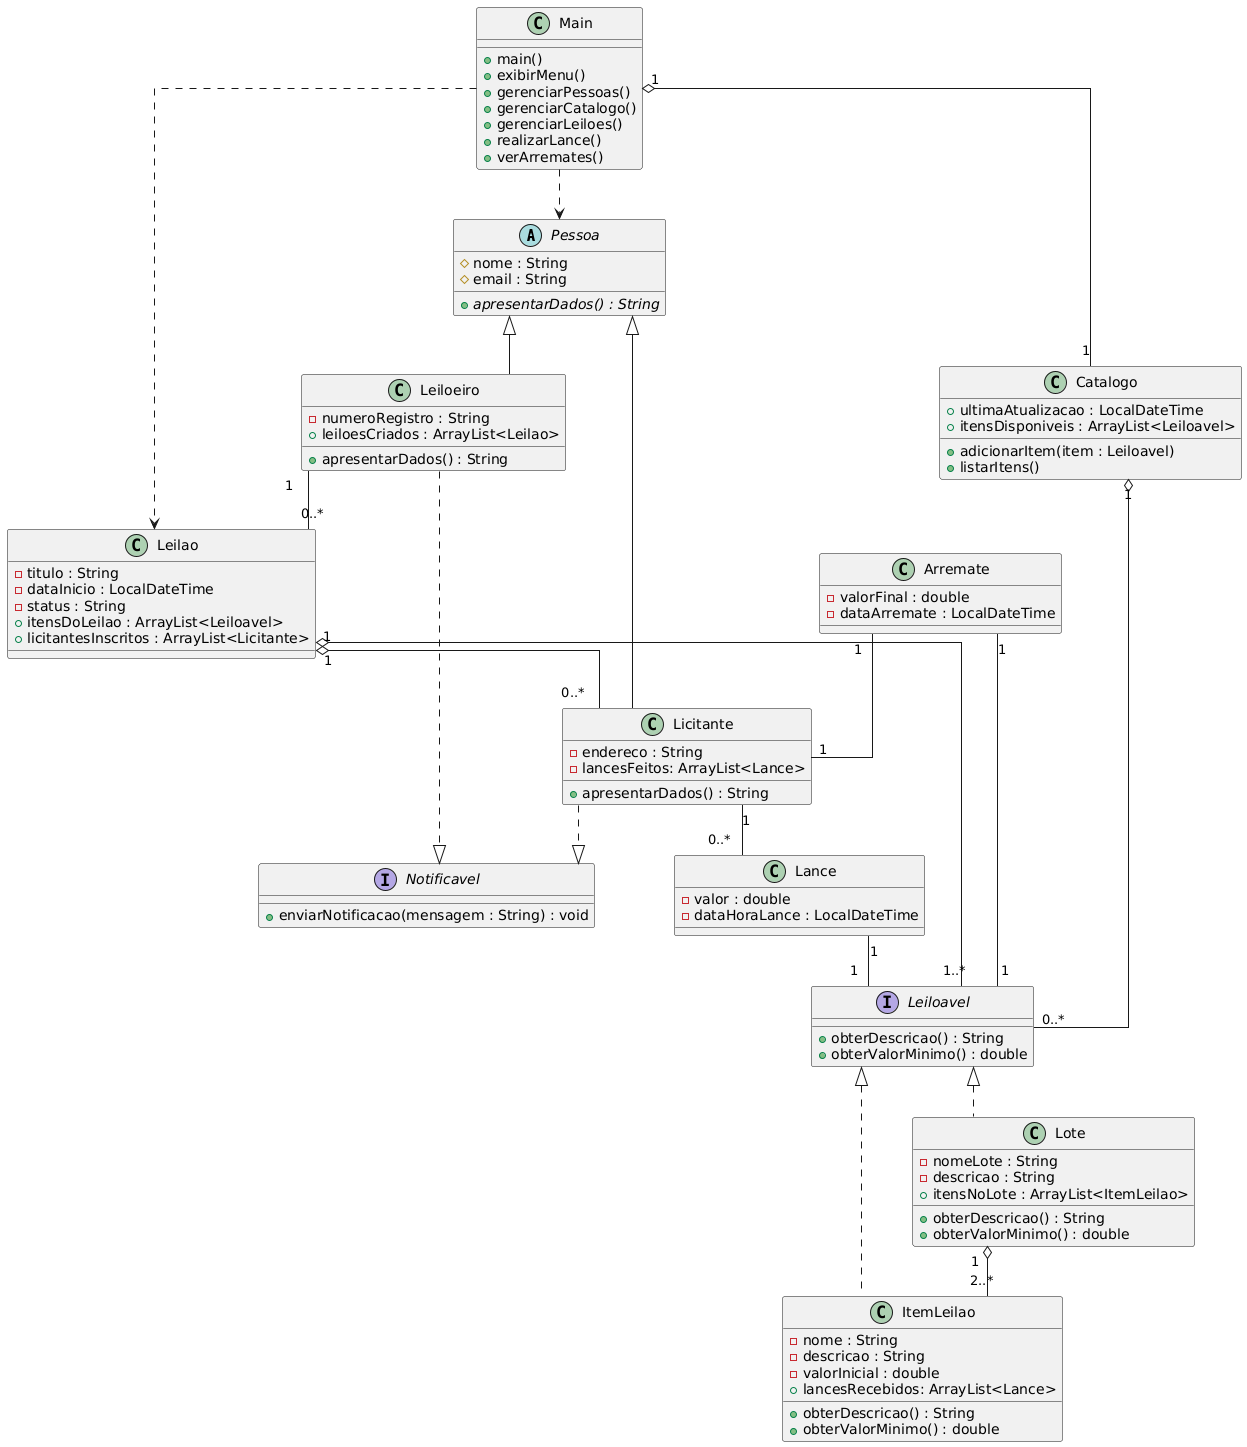 C Main
main()
exibirMenu()
gerenciarPessoas()
gerenciarCatalogo()
gerenciarLeiloes()
realizarLance()
verArremates()
1
A Pessoa
nome : String
email : String
apresentarDados() : String
1
C Leiloeiro
numeroRegistro : String
leiloesCriados : ArrayList<Leilao>
apresentarDados() : String
C Catalogo
ultimaAtualizacao : LocalDateTime
itensDisponiveis : ArrayList<Leiloavel>
adicionarItem(item : Leiloavel)
listarItens()
1
0..*
1
C Leilao
titulo : String
dataInicio : LocalDateTime
status : String
itensDoLeilao : ArrayList<Leiloavel>
licitantesInscritos : ArrayList<Licitante>
1
1
C Arremate
valorFinal : double
dataArremate : LocalDateTime
1
1
0..*
C Licitante
endereco : String
lancesFeitos: ArrayList<Lance>
apresentarDados() : String
1
1
0..*
I Notificavel
enviarNotificacao(mensagem : String) : void
C Lance
valor : double
dataHoraLance : LocalDateTime
1
1
1..*
1
I Leiloavel
obterDescricao() : String
obterValorMinimo() : double
0..*
C Lote
nomeLote : String
descricao : String
itensNoLote : ArrayList<ItemLeilao>
obterDescricao() : String
obterValorMinimo() : double
1
2..*
C ItemLeilao
nome : String
descricao : String
valorInicial : double
lancesRecebidos: ArrayList<Lance>
obterDescricao() : String
obterValorMinimo() : double